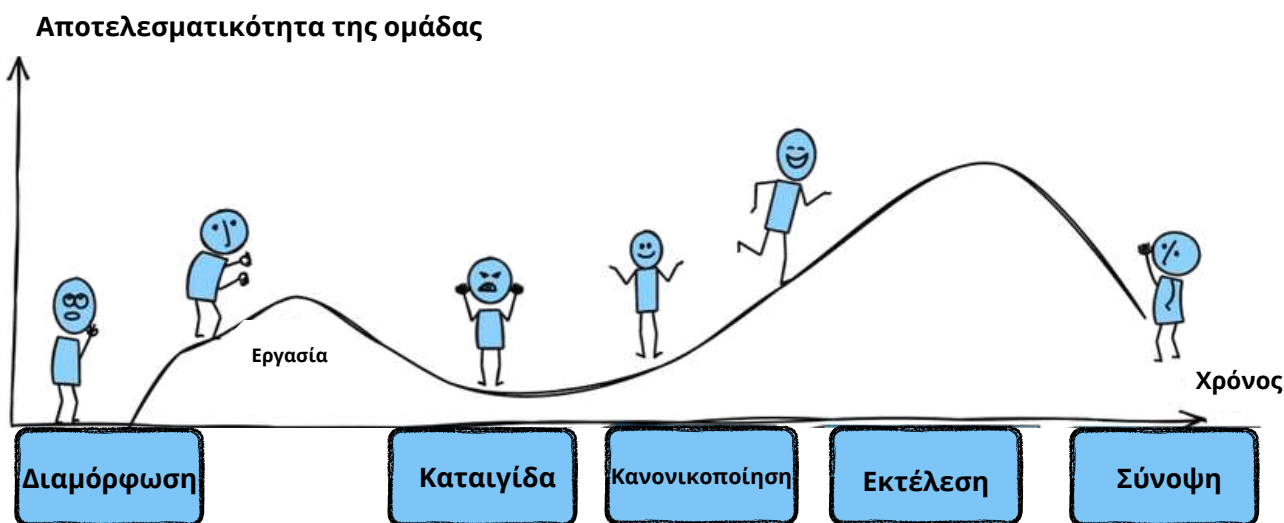 Αποτελεσματικότητα της ομάδας
Εργασία
Χρόνος
Διαμόρφωση
Καταιγίδα
Κανονικοποίηση
Εκτέλεση
Σύνοψη